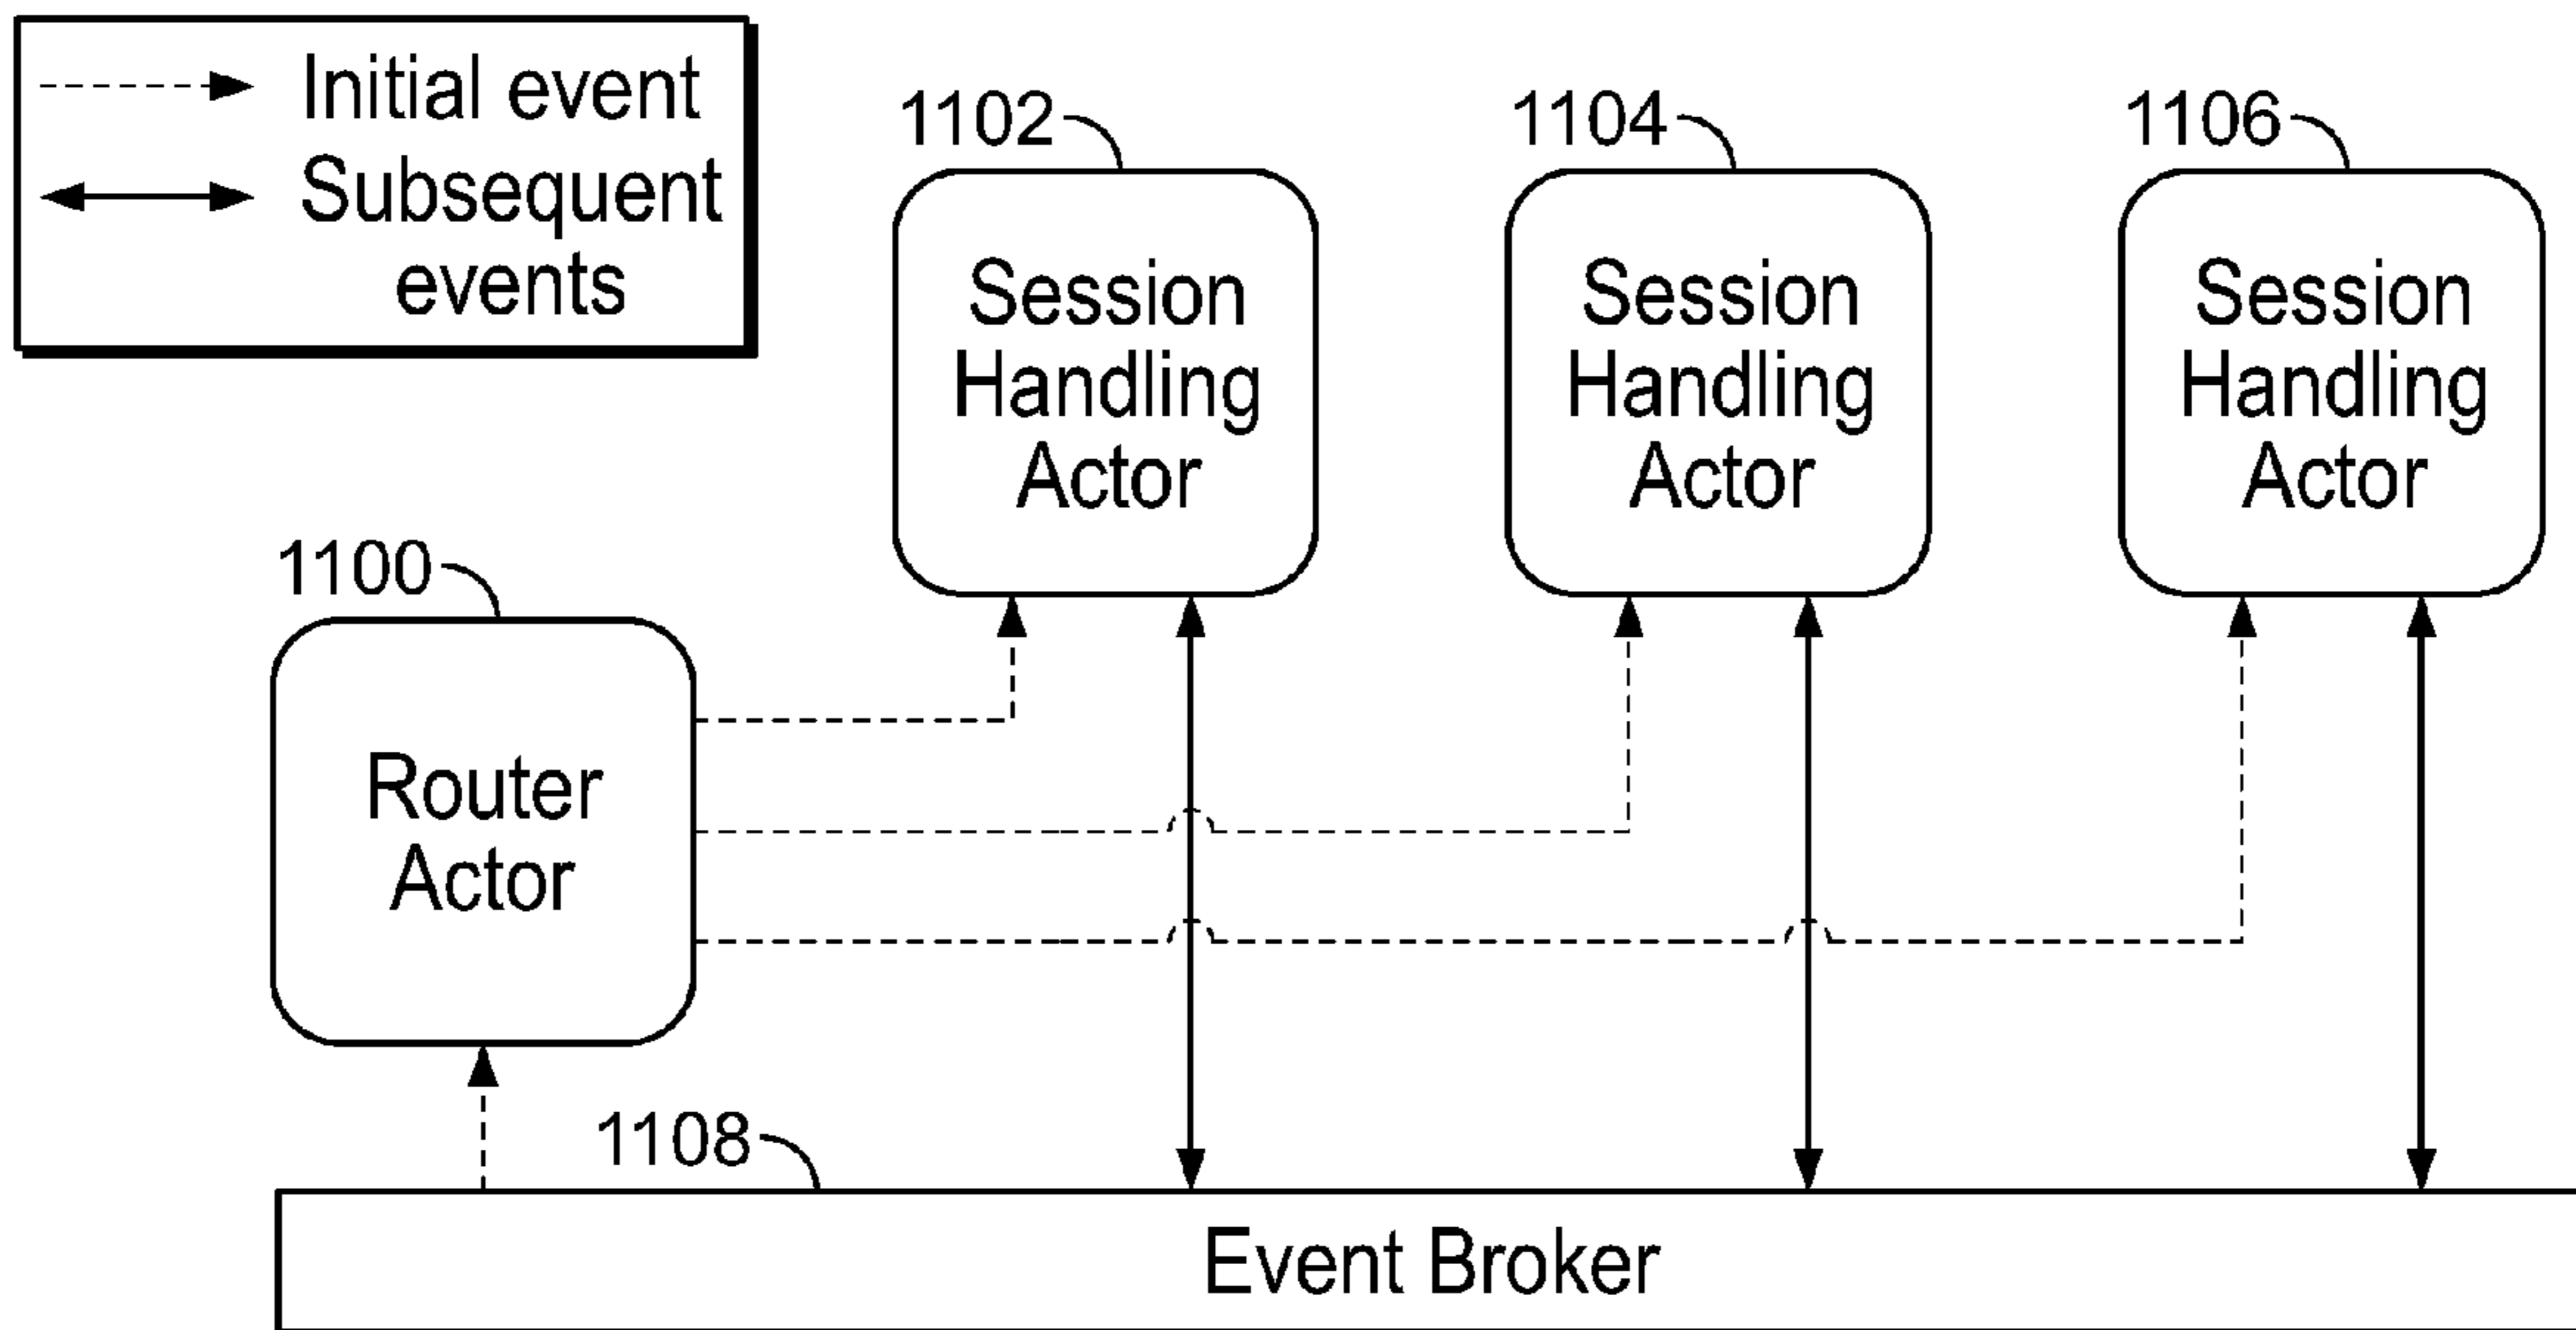 Initial event
Subsequent
events
1102
1104
1106
Session
Handling
Actor
Session
Handling
Actor
Session
Handling
Actor
1100
Router
Actor
1108
Event Broker